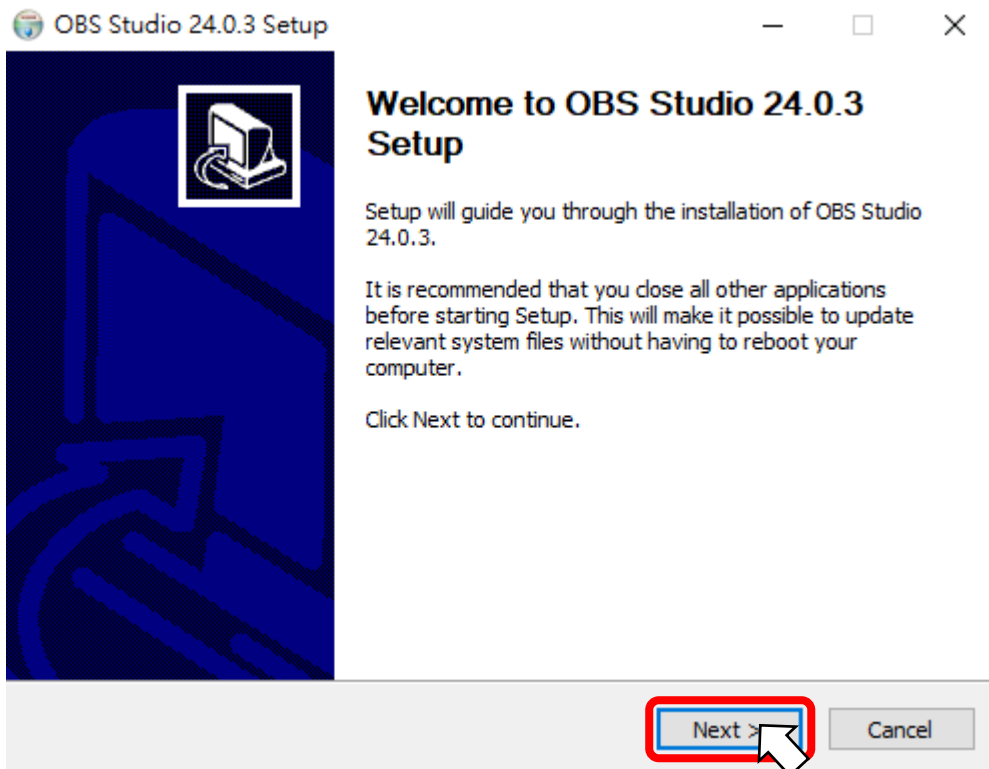 OBS Studio 24.0.3 Setup
Welcome to OBS Studio 24.0.3
Setup
Setup will guide you through the installation of OBS Studio
24.0.3.
It is recommended that you close all other applications
before starting Setup. This will make it possible to update
relevant system files without having to reboot your
computer.
Click Next to continue.
Next >
Cancel